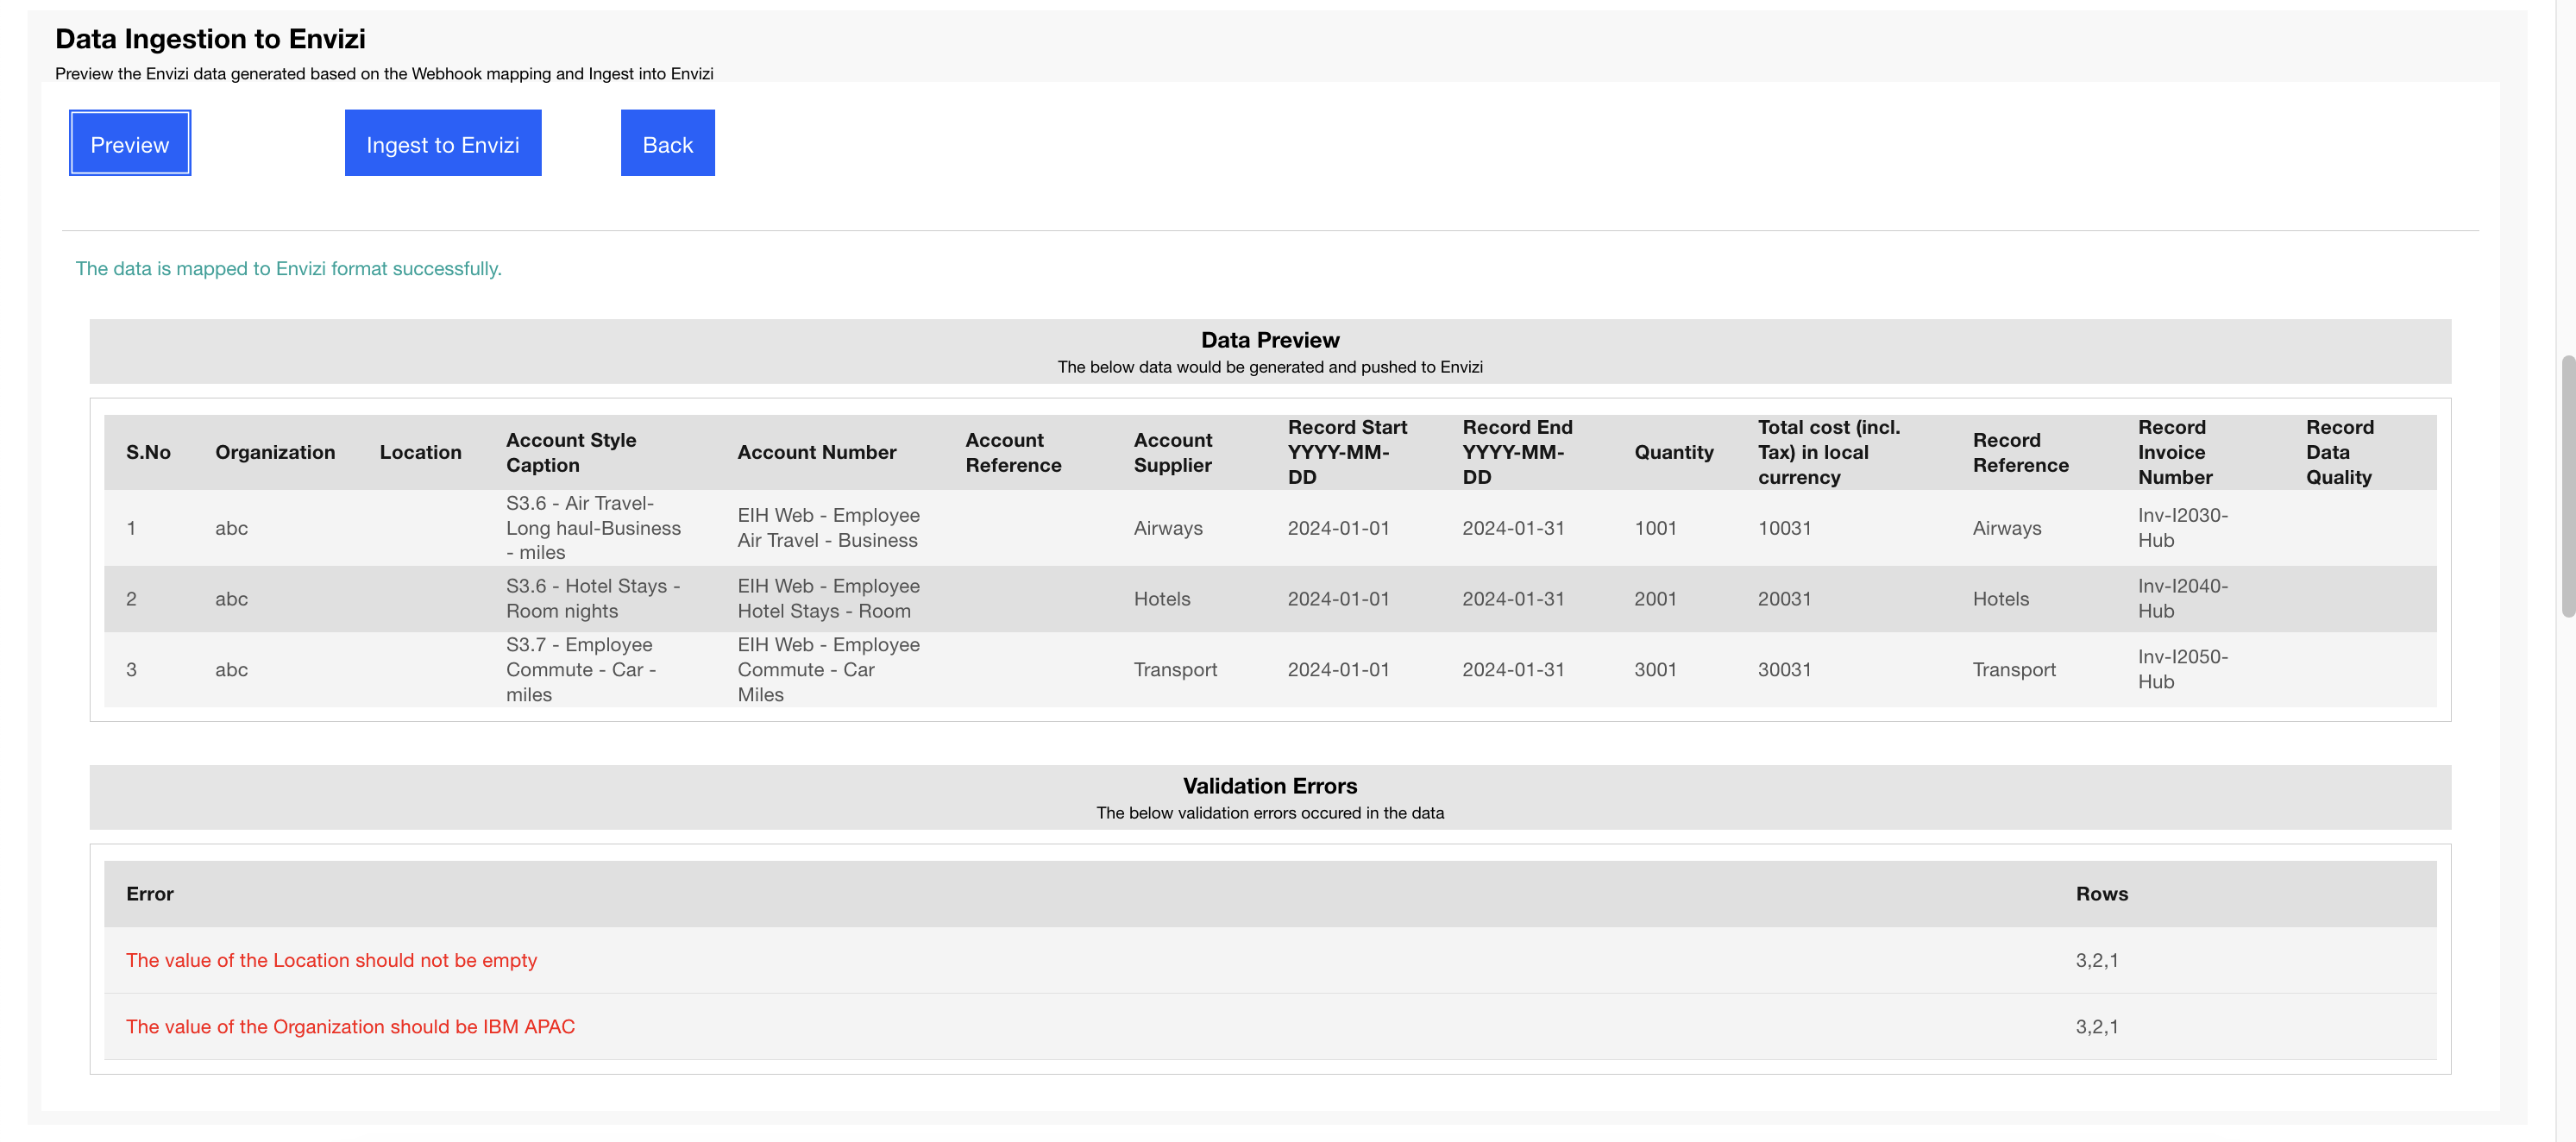 Data Ingestion to Envizi
Preview the Envizi data generated based on the Webhook mapping and Ingest into Envizi
Preview
Ingest to Envizi
Back
The data is mapped to Envizi format successfully.
Data Preview
The below data would be generated and pushed to Envizi
S.No
Organization
Location
Account Style
Caption
Account Number
Account
Reference
Account
Supplier
Record Start
YYYY-MM-
DD
Record End
YYYY-MM-
DD
Quantity
Total cost (incl.
Tax) in local
currency
Record
Reference
Record
Invoice
Number
Record
Data
Quality
1
abc
S3.6 - Air Travel-
Long haul-Business
- miles
EIH Web - Employee
Air Travel - Business
Airways
2024-01-01
2024-01-31
1001
10031
Airways
Inv-I2030-
Hub
2
abc
S3.6 - Hotel Stays -
Room nights
EIH Web - Employee
Hotel Stays - Room
Hotels
2024-01-01
2024-01-31
2001
20031
Hotels
Inv-I2040-
Hub
3
abc
S3.7 - Employee
Commute - Car -
miles
EIH Web - Employee
Commute - Car
Miles
Transport
2024-01-01
2024-01-31
3001
30031
Transport
Inv-I2050-
Hub
Validation Errors
The below validation errors occured in the data
Error
Rows
The value of the Location should not be empty
3,2,1
The value of the Organization should be IBM APAC
3,2,1